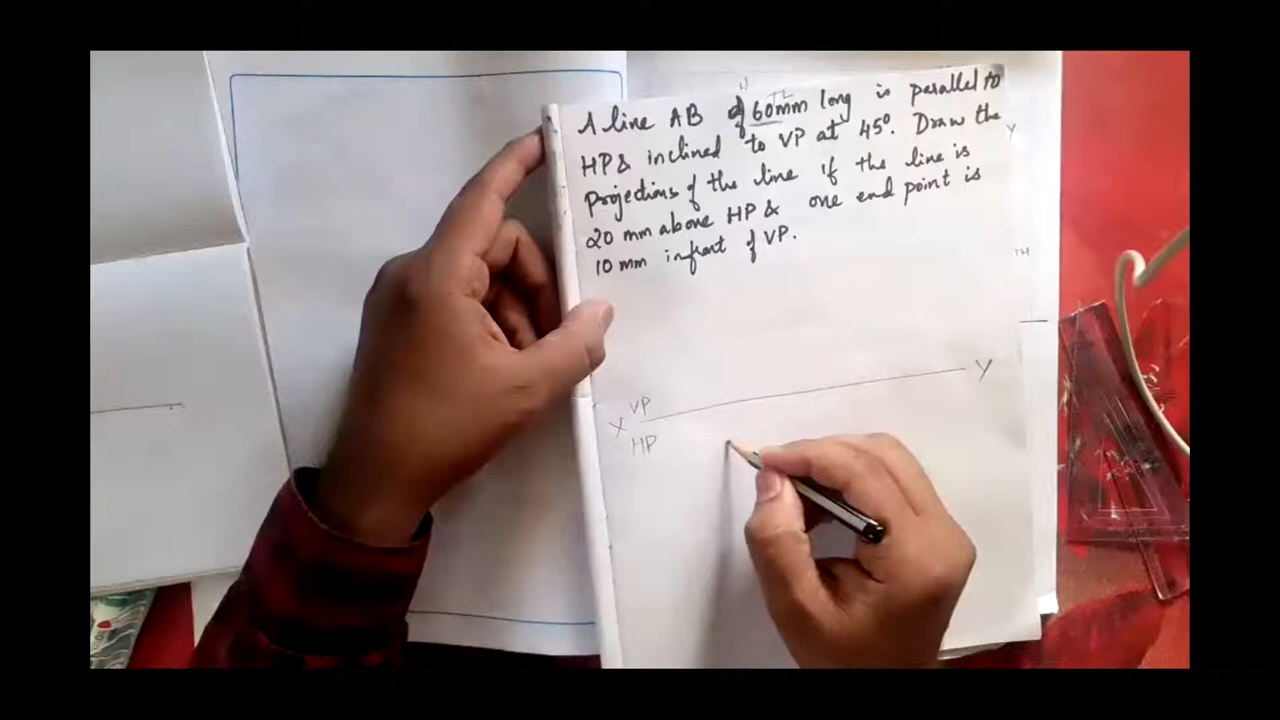 TL
A line AB of 60mm long is parallel to
HP & inclined to VP at 45°. Draw the
projections of the line if the line is
20 mm above HP & one end point is
10 mm infront of VP.
Y
TH
VP
X Y
HP